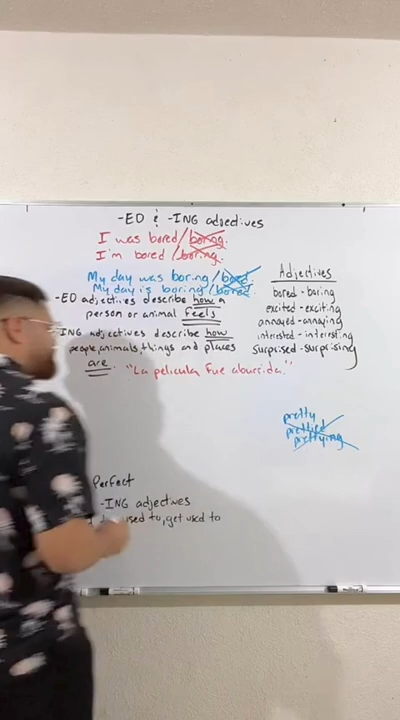 -ED & -ING adjectives
I was bored/boring.
I'm bored/boring.
My day was boring/bored.
My day is boring/bored.
-ED adjectives describe how a
person or animal feels
ING adjectives describe how
people, animals, things and places
are. "La pelicula fue aburrida."
Adjectives
bored - boring
excited - exciting
annoyed - annoying
interested - interesting
surprised - surprising
pretty
prettied
prettying
Perfect
-ING adjectives
used to, get used to